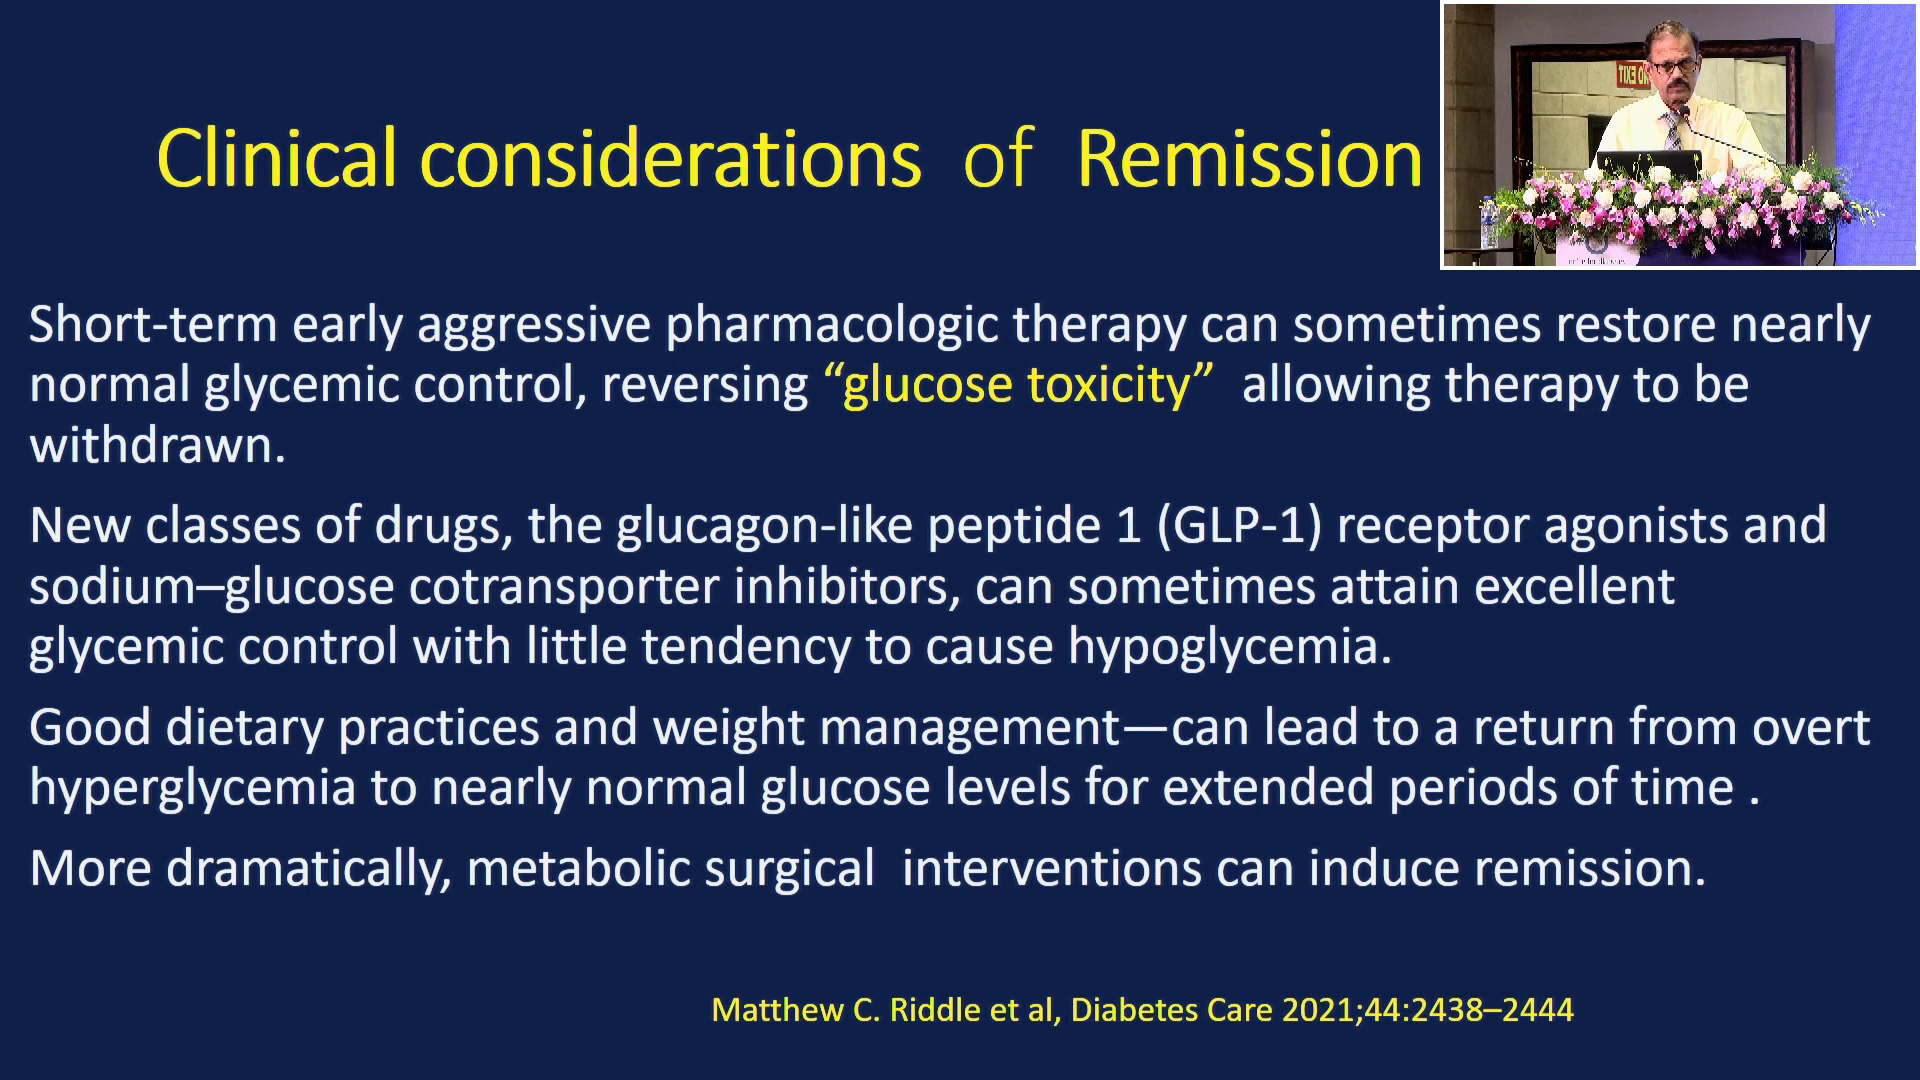 Clinical considerations of Remission
Short-term early aggressive pharmacologic therapy can sometimes restore nearly
normal glycemic control, reversing “glucose toxicity” allowing therapy to be
withdrawn.
New classes of drugs, the glucagon-like peptide 1 (GLP-1) receptor agonists and
sodium–glucose cotransporter inhibitors, can sometimes attain excellent
glycemic control with little tendency to cause hypoglycemia.
Good dietary practices and weight management—can lead to a return from overt
hyperglycemia to nearly normal glucose levels for extended periods of time .
More dramatically, metabolic surgical interventions can induce remission.
Matthew C. Riddle et al, Diabetes Care 2021;44:2438–2444